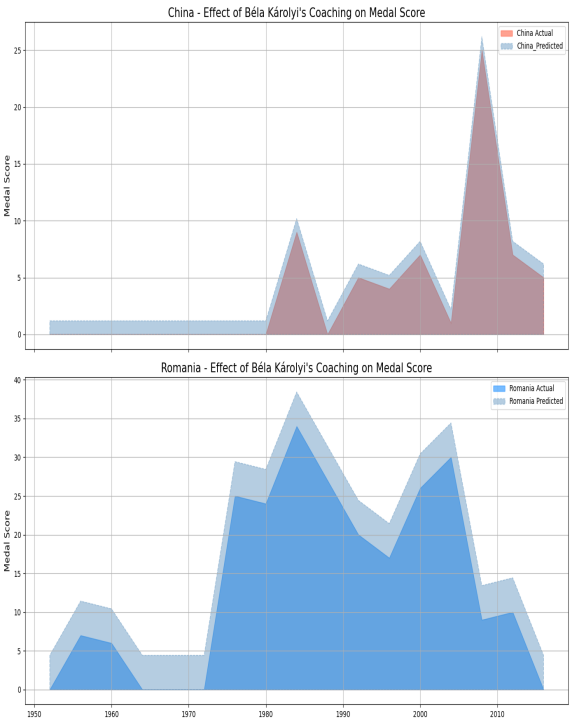 China - Effect of Béla Károlyi's Coaching on Medal Score
China Actual
China_Predicted
25
20
15
10
5
0
Medal Score
Romania - Effect of Béla Károlyi's Coaching on Medal Score
Romania Actual
Romania Predicted
40
35
30
25
20
15
10
5
0
Medal Score
1950 1960 1970 1980 1990 2000 2010